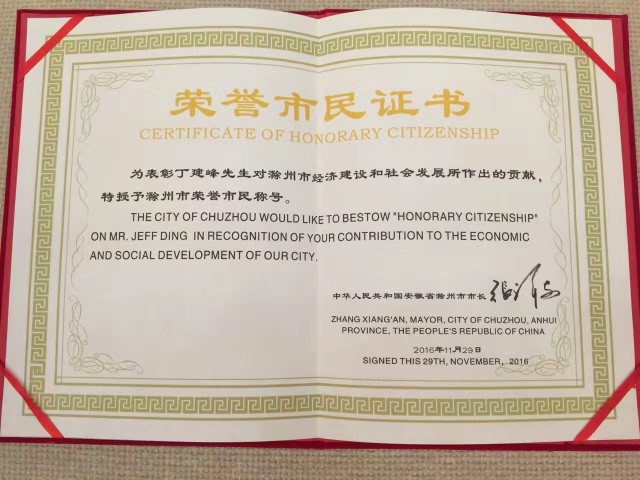 荣誉市民证书
CERTIFICATE OF HONORARY CITIZENSHIP
为表彰丁建峰先生对滁州市经济建设和社会发展所作出的贡献，
特授予滁州市荣誉市民称号。
THE CITY OF CHUZHOU WOULD LIKE TO BESTOW "HONORARY CITIZENSHIP"
ON MR. JEFF DING IN RECOGNITION OF YOUR CONTRIBUTION TO THE ECONOMIC
AND SOCIAL DEVELOPMENT OF OUR CITY.
中华人民共和国安徽省滁州市市长
ZHANG XIANG'AN, MAYOR, CITY OF CHUZHOU, ANHUI
PROVINCE, THE PEOPLE'S REPUBLIC OF CHINA
2016年11月29日
SIGNED THIS 29TH, NOVEMBER, 2016